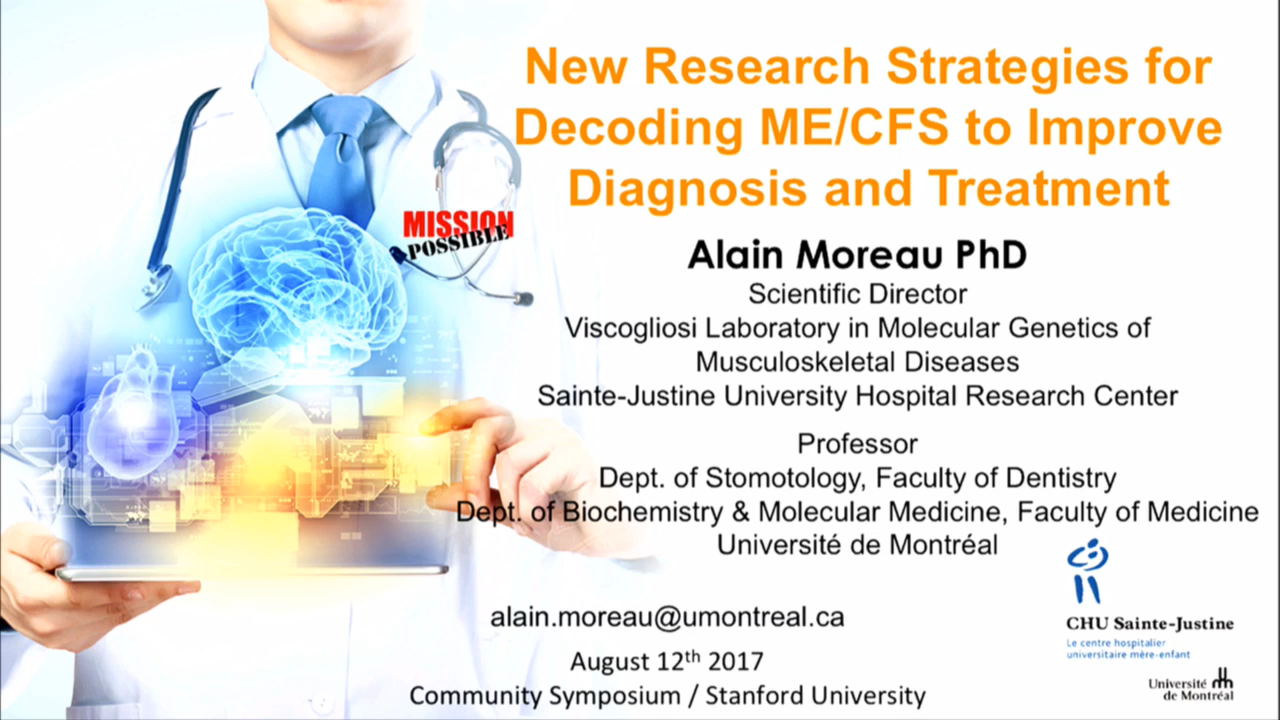 New Research Strategies for
Decoding ME/CFS to Improve
Diagnosis and Treatment
MISSION
POSSIBLE
Alain Moreau PhD
Scientific Director
Viscogliosi Laboratory in Molecular Genetics of
Musculoskeletal Diseases
Sainte-Justine University Hospital Research Center
Professor
Dept. of Stomotology, Faculty of Dentistry
Dept. of Biochemistry & Molecular Medicine, Faculty of Medicine
Université de Montréal
alain.moreau@umontreal.ca
August 12th 2017
Community Symposium / Stanford University
CHU Sainte-Justine
Le centre hospitalier
universitaire mère-enfant
Université
de Montréal